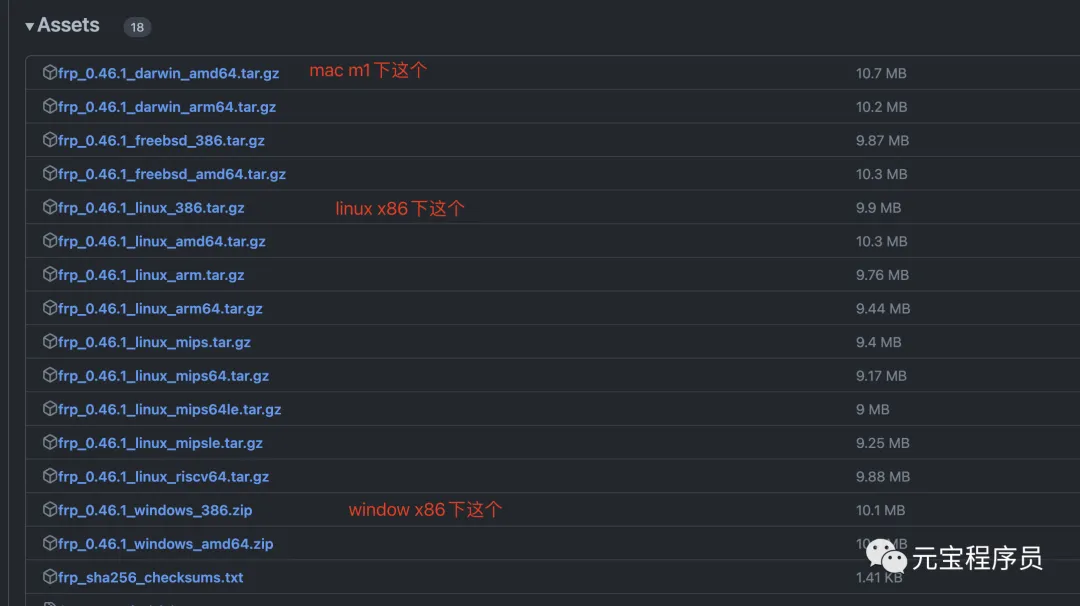 Assets 18
frp_0.46.1_darwin_amd64.tar.gz mac m1下这个 10.7 MB
frp_0.46.1_darwin_arm64.tar.gz 10.2 MB
frp_0.46.1_freebsd_386.tar.gz 9.87 MB
frp_0.46.1_freebsd_amd64.tar.gz 10.3 MB
frp_0.46.1_linux_386.tar.gz linux x86下这个 9.9 MB
frp_0.46.1_linux_amd64.tar.gz 10.3 MB
frp_0.46.1_linux_arm.tar.gz 9.76 MB
frp_0.46.1_linux_arm64.tar.gz 9.44 MB
frp_0.46.1_linux_mips.tar.gz 9.4 MB
frp_0.46.1_linux_mips64.tar.gz 9.17 MB
frp_0.46.1_linux_mips64le.tar.gz 9 MB
frp_0.46.1_linux_mipsle.tar.gz 9.25 MB
frp_0.46.1_linux_riscv64.tar.gz 9.88 MB
frp_0.46.1_windows_386.zip window x86下这个 10.1 MB
frp_0.46.1_windows_amd64.zip MB
元宝程序员
frp_sha256_checksums.txt 1.41 KB